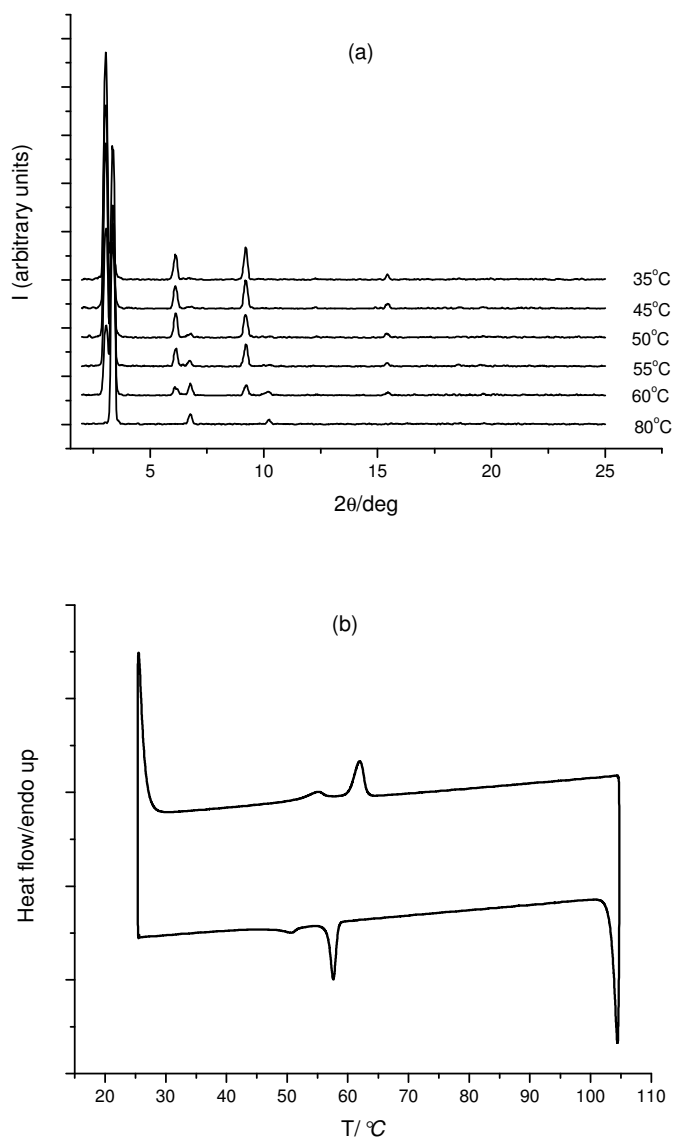 (a)
I (arbitrary units)
35°C
45°C
50°C
55°C
60°C
80°C
5 10 15 20 25
2θ/deg
(b)
Heat flow/endo up
20 30 40 50 60 70 80 90 100 110
T/ °C